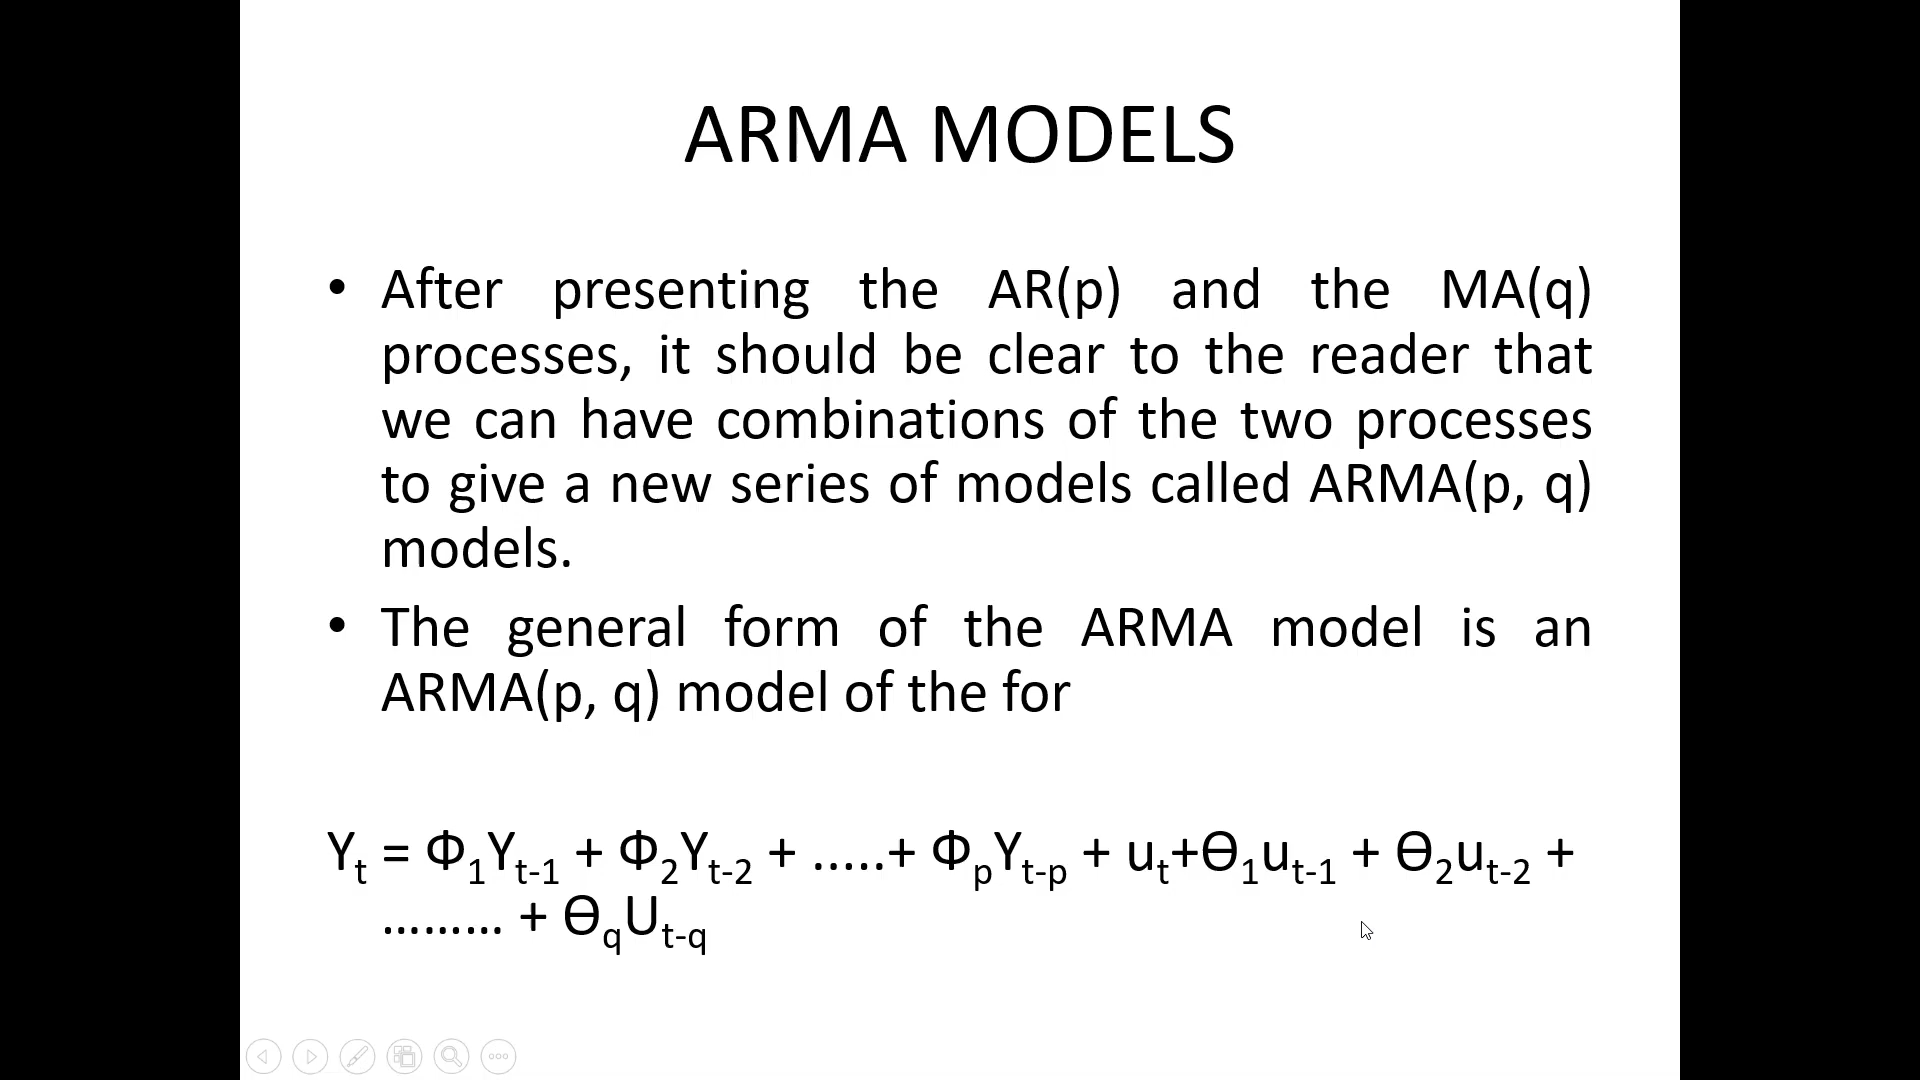 ARMA MODELS
• After presenting the AR(p) and the MA(q)
processes, it should be clear to the reader that
we can have combinations of the two processes
to give a new series of models called ARMA(p, q)
models.
• The general form of the ARMA model is an
ARMA(p, q) model of the for
Yₜ = Φ₁Yₜ₋₁ + Φ₂Yₜ₋₂ + .....+ ΦₚYₜ₋ₚ + uₜ+Ɵ₁uₜ₋₁ + Ɵ₂uₜ₋₂ +
……… + Ɵ_qU_t-q